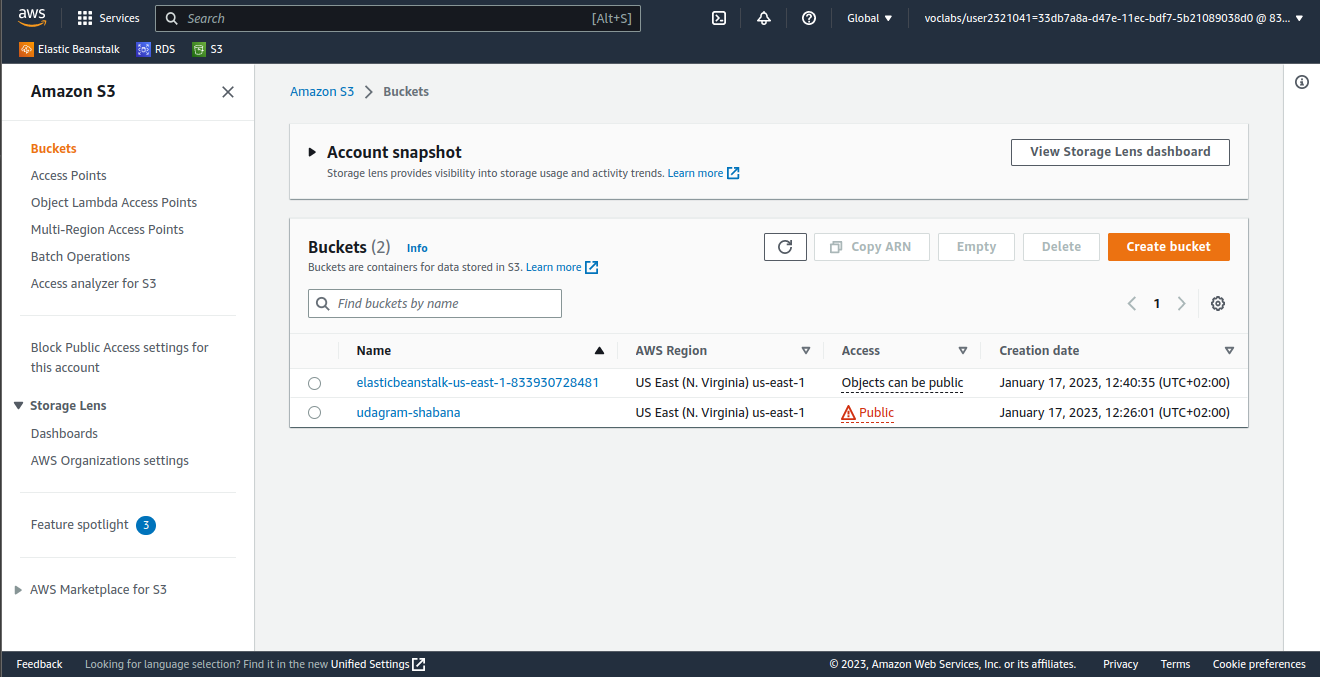 aws
Services
Search
[Alt+S]
Global
voclabs/user2321041=33db7a8a-d47e-11ec-bdf7-5b21089038d0 @ 83...
Elastic Beanstalk
RDS
S3
Amazon S3
Buckets
Access Points
Object Lambda Access Points
Multi-Region Access Points
Batch Operations
Access analyzer for S3
Block Public Access settings for
this account
Storage Lens
Dashboards
AWS Organizations settings
Feature spotlight 3
AWS Marketplace for S3
Amazon S3 Buckets
Account snapshot
Storage lens provides visibility into storage usage and activity trends. Learn more
View Storage Lens dashboard
Buckets (2) Info
Buckets are containers for data stored in S3. Learn more
Copy ARN
Empty
Delete
Create bucket
Find buckets by name
1
Name AWS Region Access Creation date
elasticbeanstalk-us-east-1-833930728481 US East (N. Virginia) us-east-1 Objects can be public January 17, 2023, 12:40:35 (UTC+02:00)
udagram-shabana US East (N. Virginia) us-east-1 Public January 17, 2023, 12:26:01 (UTC+02:00)
Feedback Looking for language selection? Find it in the new Unified Settings © 2023, Amazon Web Services, Inc. or its affiliates. Privacy Terms Cookie preferences